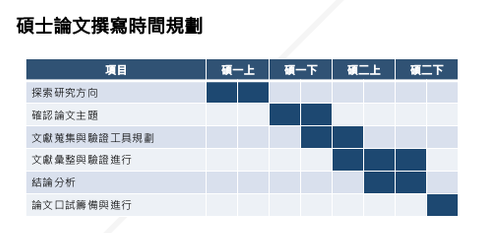 碩士論文撰寫時間規劃
項目 碩一上 碩一下 碩二上 碩二下
探索研究方向
確認論文主題
文獻蒐集與驗證工具規劃
文獻彙整與驗證進行
結論分析
論文口試籌備與進行